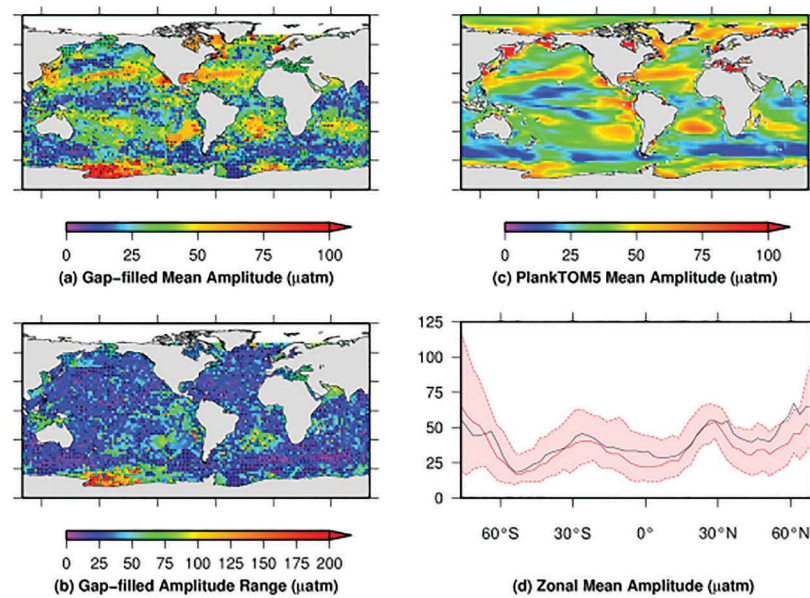 0 25 50 75 100
(a) Gap-filled Mean Amplitude (μatm)
0 25 50 75 100
(c) PlankTOM5 Mean Amplitude (μatm)
0 25 50 75 100 125 150 175 200
(b) Gap-filled Amplitude Range (μatm)
125
100
75
50
25
0
60°S 30°S 0° 30°N 60°N
(d) Zonal Mean Amplitude (μatm)